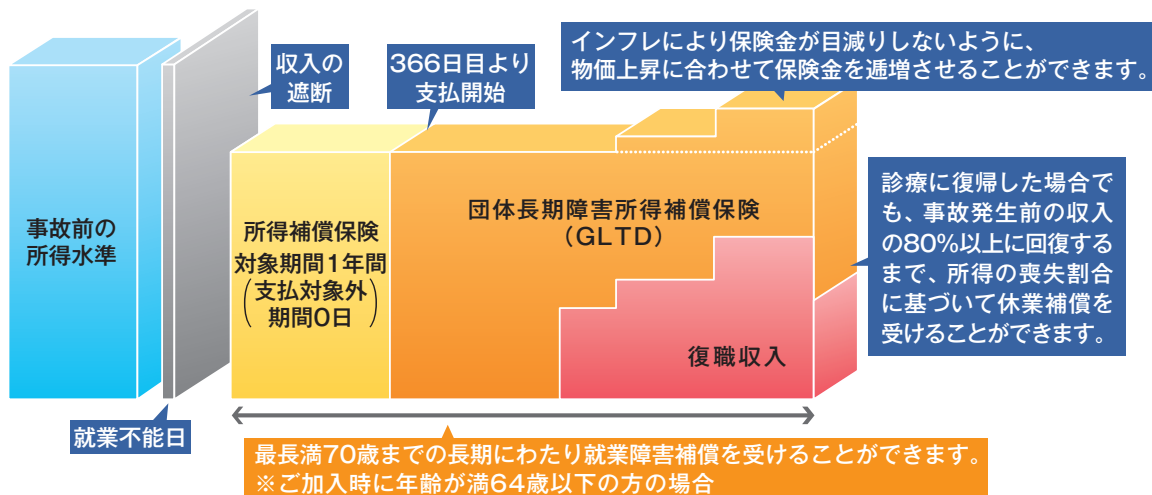 事故前の
所得水準
就業不能日
収入の
遮断
366日目より
支払開始
インフレにより保険金が目減りしないように、
物価上昇に合わせて保険金を逓増させることができます。
所得補償保険
対象期間1年間
(支払対象外
期間0日)
団体長期障害所得補償保険
(GLTD)
復職収入
診療に復帰した場合で
も、事故発生前の収入
の80%以上に回復する
まで、所得の喪失割合
に基づいて休業補償を
受けることができます。
最長満70歳までの長期にわたり就業障害補償を受けることができます。
※ご加入時に年齢が満64歳以下の方の場合